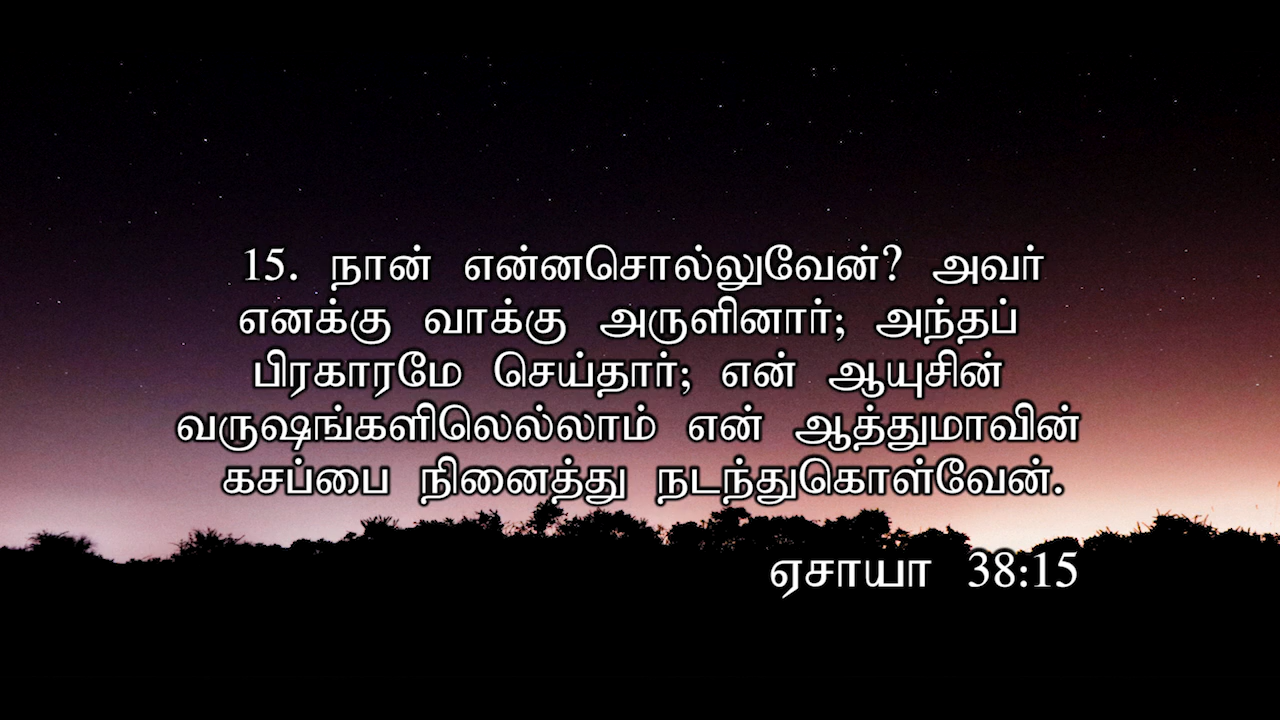 15. நான் என்னசொல்லுவேன்? அவர்
எனக்கு வாக்கு அருளினார்; அந்தப்
பிரகாரமே செய்தார்; என் ஆயுசின்
வருஷங்களிலெல்லாம் என் ஆத்துமாவின்
கசப்பை நினைத்து நடந்துகொள்வேன்.
ஏசாயா 38:15